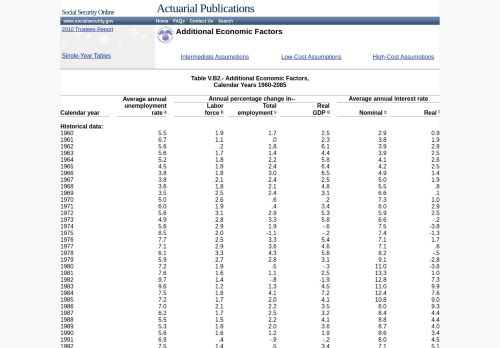 Social Security Online
Actuarial Publications
www.socialsecurity.gov Home FAQs Contact Us Search
2010 Trustees Report
Additional Economic Factors
Single-Year Tables Intermediate Assumptions Low-Cost Assumptions High-Cost Assumptions
Table V.B2.- Additional Economic Factors,
Calendar Years 1960-2085
Average annual Annual percentage change in-- Average annual interest rate
unemployment Labor Total Real
Calendar year rate a force b employment c GDP d Nominal e Real f
Historical data:
1960 5.5 1.9 1.7 2.5 2.9 0.9
1961 6.7 1.1 .0 2.3 3.8 1.9
1962 5.6 .2 1.8 6.1 3.9 2.8
1963 5.6 1.7 1.4 4.4 3.9 2.5
1964 5.2 1.8 2.2 5.8 4.1 2.6
1965 4.5 1.8 2.4 6.4 4.2 2.5
1966 3.8 1.8 3.0 6.5 4.9 1.4
1967 3.8 2.1 2.4 2.5 5.0 1.9
1968 3.6 1.8 2.1 4.8 5.5 .8
1969 3.5 2.5 2.4 3.1 6.6 .1
1970 5.0 2.6 .6 .2 7.3 1.0
1971 6.0 1.9 .4 3.4 6.0 2.9
1972 5.6 3.1 2.9 5.3 5.9 2.5
1973 4.9 2.8 3.3 5.8 6.6 -.2
1974 5.6 2.9 1.9 -.6 7.5 -3.8
1975 8.5 2.0 -1.1 -.2 7.4 -1.3
1976 7.7 2.5 3.3 5.4 7.1 1.7
1977 7.1 2.9 3.6 4.6 7.1 .8
1978 6.1 3.3 4.3 5.6 8.2 -.5
1979 5.9 2.7 2.8 3.1 9.1 -2.8
1980 7.2 1.9 .5 -.3 11.0 -3.6
1981 7.6 1.6 1.1 2.5 13.3 1.0
1982 9.7 1.4 -.8 -1.9 12.8 7.3
1983 9.6 1.2 1.3 4.5 11.0 9.9
1984 7.5 1.8 4.1 7.2 12.4 7.6
1985 7.2 1.7 2.0 4.1 10.8 9.0
1986 7.0 2.1 2.2 3.5 8.0 9.3
1987 6.2 1.7 2.5 3.2 8.4 4.4
1988 5.5 1.5 2.2 4.1 8.8 4.4
1989 5.3 1.8 2.0 3.6 8.7 4.0
1990 5.6 1.6 1.2 1.9 8.6 3.4
1991 6.9 .4 -.9 -.2 8.0 4.5
1992 7.5 1.4 .5 3.4 7.1 5.1